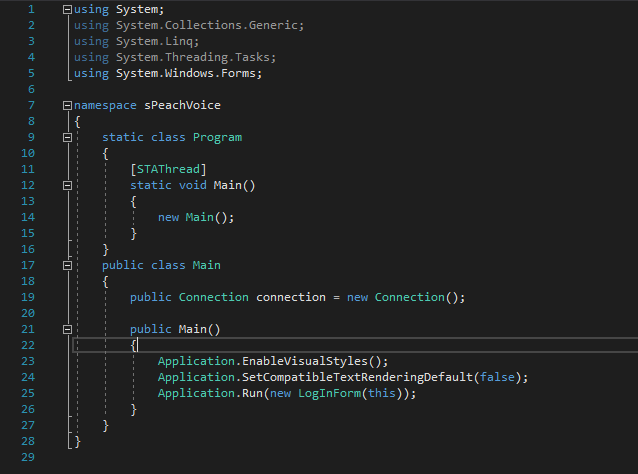 1 using System;
2 using System.Collections.Generic;
3 using System.Linq;
4 using System.Threading.Tasks;
5 using System.Windows.Forms;
6
7 namespace sPeachVoice
8 {
9 static class Program
10 {
11 [STAThread]
12 static void Main()
13 {
14 new Main();
15 }
16 }
17 public class Main
18 {
19 public Connection connection = new Connection();
20
21 public Main()
22 {
23 Application.EnableVisualStyles();
24 Application.SetCompatibleTextRenderingDefault(false);
25 Application.Run(new LogInForm(this));
26 }
27 }
28 }
29